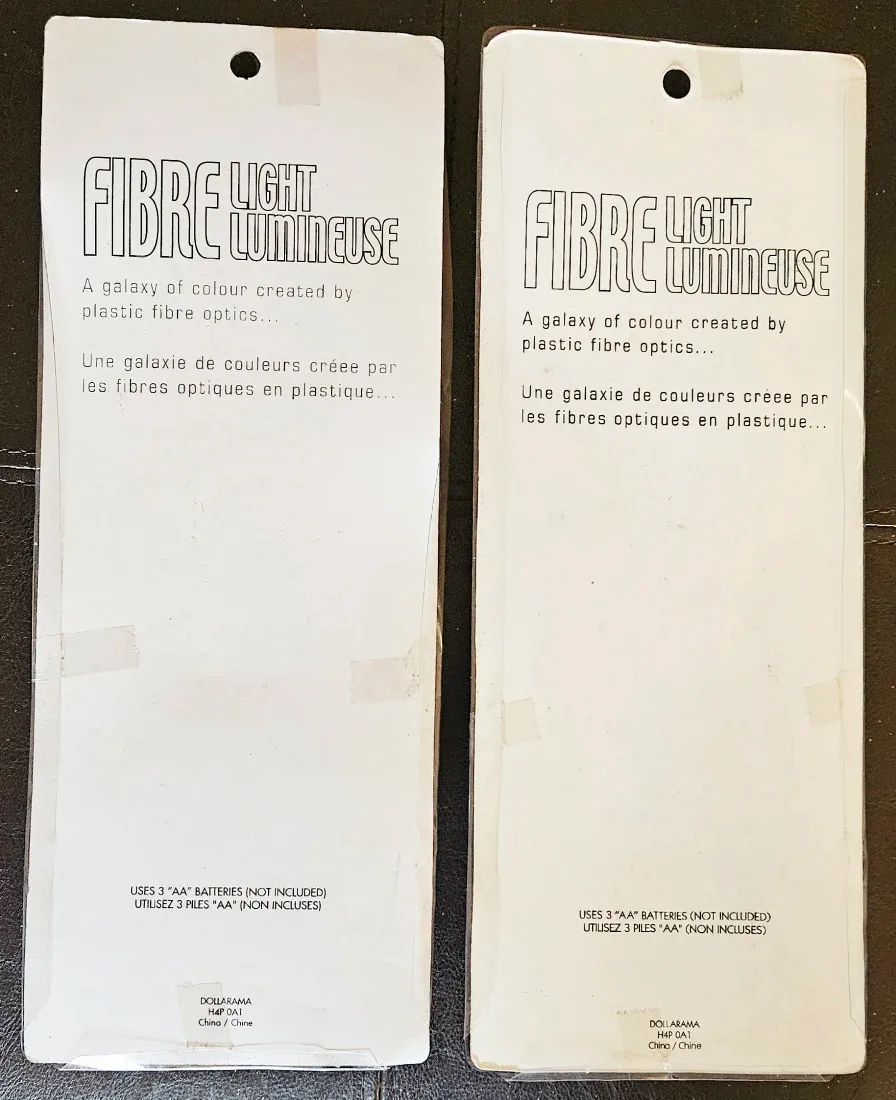 FIBRE LIGHT
LUMINEUSE
A galaxy of colour created by
plastic fibre optics...
Une galaxie de couleurs créee par
les fibres optiques en plastique...
USES 3 "AA" BATTERIES (NOT INCLUDED)
UTILISEZ 3 PILES "AA" (NON INCLUSES)
DOLLARAMA
H4P 0A1
China / Chine
FIBRE LIGHT
LUMINEUSE
A galaxy of colour created by
plastic fibre optics...
Une galaxie de couleurs créee par
les fibres optiques en plastique...
USES 3 "AA" BATTERIES (NOT INCLUDED)
UTILISEZ 3 PILES "AA" (NON INCLUSES)
DOLLARAMA
H4P 0A1
China / Chine